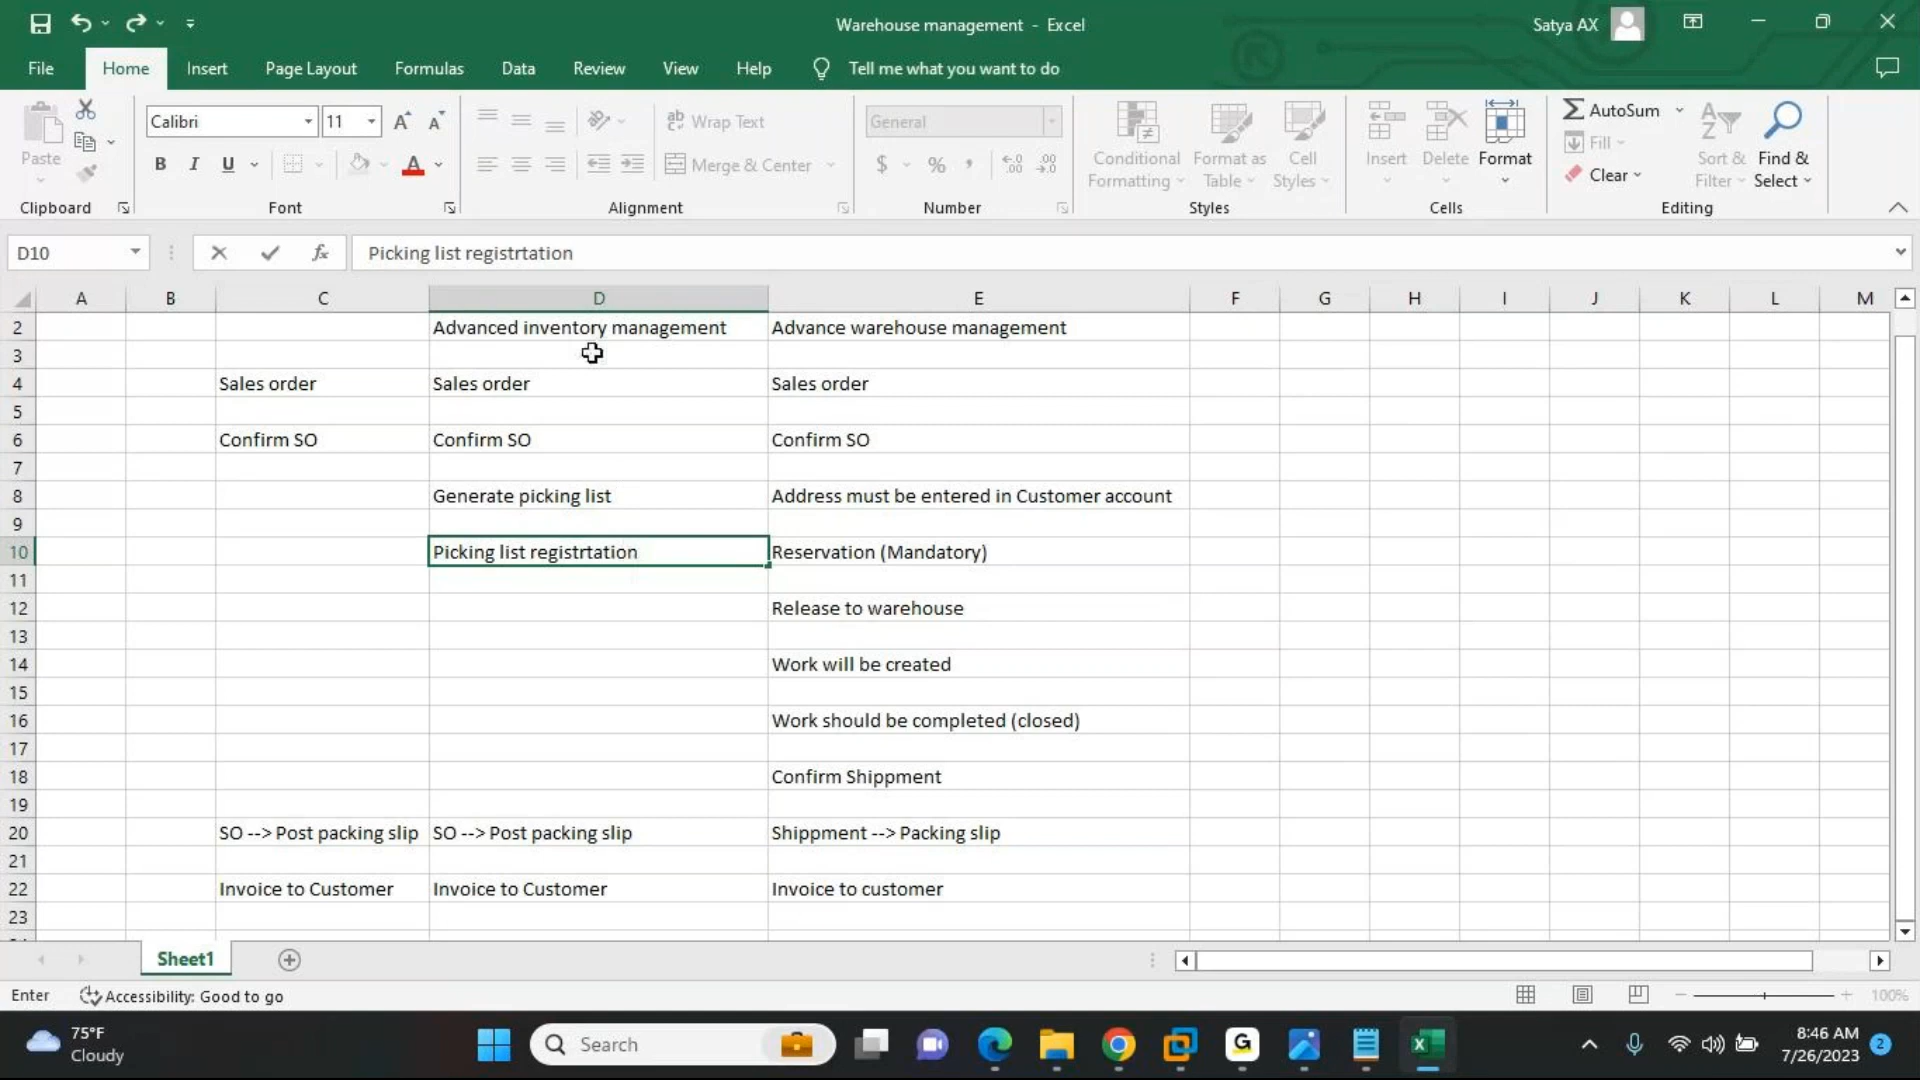 Warehouse management - Excel
Satya AX
File Home Insert Page Layout Formulas Data Review View Help Tell me what you want to do
Paste
Clipboard
Calibri 11
B I U
Font
Wrap Text
Merge & Center
Alignment
General
$ % ,
Number
Conditional Formatting
Format as Table
Cell Styles
Styles
Insert Delete Format
Cells
AutoSum
Fill
Clear
Sort & Filter
Find & Select
Editing
D10 fx Picking list registrtation
A B C D E F G H I J K L M
2 Advanced inventory management Advance warehouse management
3
4 Sales order Sales order Sales order
5
6 Confirm SO Confirm SO Confirm SO
7
8 Generate picking list Address must be entered in Customer account
9
10 Picking list registrtation Reservation (Mandatory)
11
12 Release to warehouse
13
14 Work will be created
15
16 Work should be completed (closed)
17
18 Confirm Shippment
19
20 SO --> Post packing slip SO --> Post packing slip Shippment --> Packing slip
21
22 Invoice to Customer Invoice to Customer Invoice to customer
23
Sheet1
Enter Accessibility: Good to go 100%
75°F
Cloudy
Search
8:46 AM
7/26/2023
2